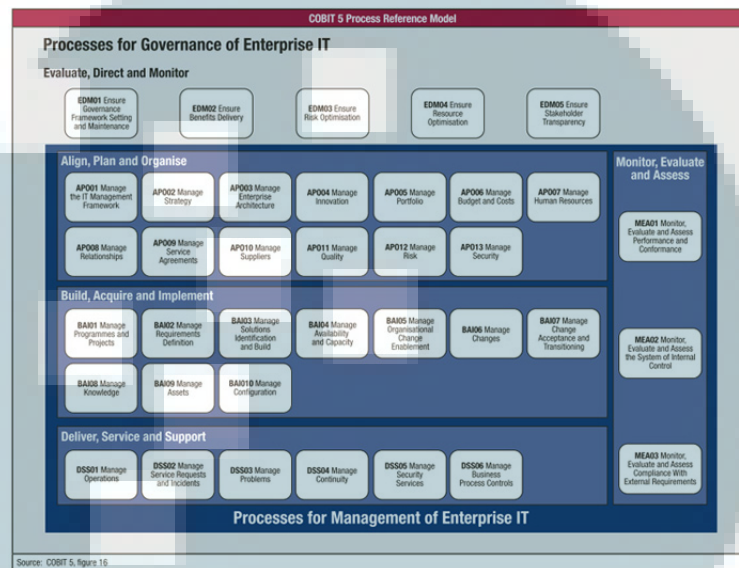 COBIT 5 Process Reference Model
Processes for Governance of Enterprise IT
Evaluate, Direct and Monitor
EDM01 Ensure
Governance
Framework Setting
and Maintenance
EDM02 Ensure
Benefits Delivery
EDM03 Ensure
Risk Optimisation
EDM04 Ensure
Resource
Optimisation
EDM05 Ensure
Stakeholder
Transparency
Align, Plan and Organise
APO01 Manage
the IT Management
Framework
APO02 Manage
Strategy
APO03 Manage
Enterprise
Architecture
APO04 Manage
Innovation
APO05 Manage
Portfolio
APO06 Manage
Budget and Costs
APO07 Manage
Human Resources
APO08 Manage
Relationships
APO09 Manage
Service
Agreements
APO10 Manage
Suppliers
APO11 Manage
Quality
APO12 Manage
Risk
APO13 Manage
Security
Build, Acquire and Implement
BAI01 Manage
Programmes and
Projects
BAI02 Manage
Requirements
Definition
BAI03 Manage
Solutions
Identification
and Build
BAI04 Manage
Availability
and Capacity
BAI05 Manage
Organisational
Change
Enablement
BAI06 Manage
Changes
BAI07 Manage
Change
Acceptance and
Transitioning
BAI08 Manage
Knowledge
BAI09 Manage
Assets
BAI010 Manage
Configuration
Deliver, Service and Support
DSS01 Manage
Operations
DSS02 Manage
Service Requests
and Incidents
DSS03 Manage
Problems
DSS04 Manage
Continuity
DSS05 Manage
Security
Services
DSS06 Manage
Business
Process Controls
Monitor, Evaluate
and Assess
MEA01 Monitor,
Evaluate and Assess
Performance and
Conformance
MEA02 Monitor,
Evaluate and Assess
the System of Internal
Control
MEA03 Monitor,
Evaluate and Assess
Compliance With
External Requirements
Processes for Management of Enterprise IT
Source: COBIT 5, figure 16